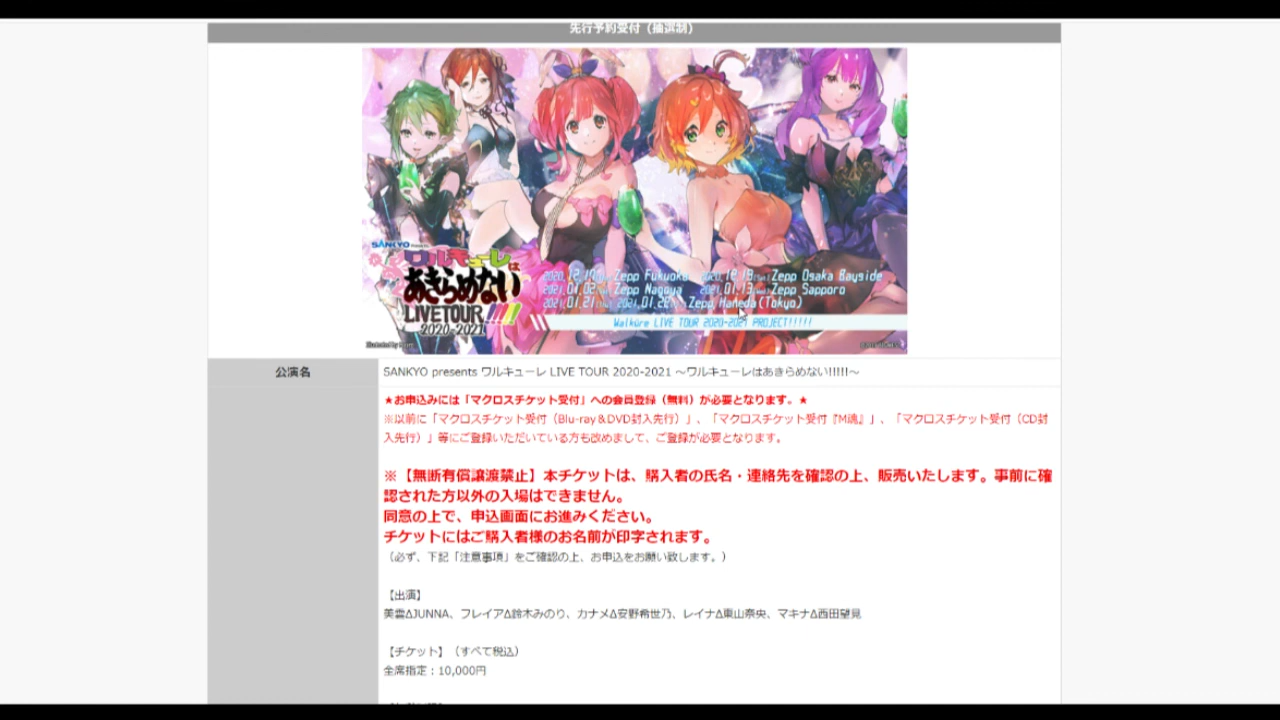 先行予約受付（抽選制）
SANKYO presents
ワルキューレは
あきらめない
LIVE TOUR!!!!!
2020-2021
Zepp Fukuoka 2020.12.18 Zepp Osaka Bayside
2021.01.02 Zepp Nagoya 2021.01.13 Zepp Sapporo
2021.01.21 2021.01.22 Zepp Haneda(Tokyo)
Walküre LIVE TOUR 2020-2021 PROJECT!!!!!
公演名
SANKYO presents ワルキューレ LIVE TOUR 2020-2021 ～ワルキューレはあきらめない!!!!!～
★お申込みには「マクロスチケット受付」への会員登録（無料）が必要となります。★
※以前に「マクロスチケット受付（Blu-ray＆DVD封入先行）」、「マクロスチケット受付『M魂』」、「マクロスチケット受付（CD封
入先行）」等にご登録いただいている方も改めまして、ご登録が必要となります。
※【無断有償譲渡禁止】本チケットは、購入者の氏名・連絡先を確認の上、販売いたします。事前に確
認された方以外の入場はできません。
同意の上で、申込画面にお進みください。
チケットにはご購入者様のお名前が印字されます。
（必ず、下記「注意事項」をご確認の上、お申込をお願い致します。）
【出演】
美雲Δ​JUNNA、フレイアΔ鈴木みのり、カナメΔ安野希世乃、レイナΔ東山奈央、マキナΔ西田望見
【チケット】（すべて税込）
全席指定：10,000円